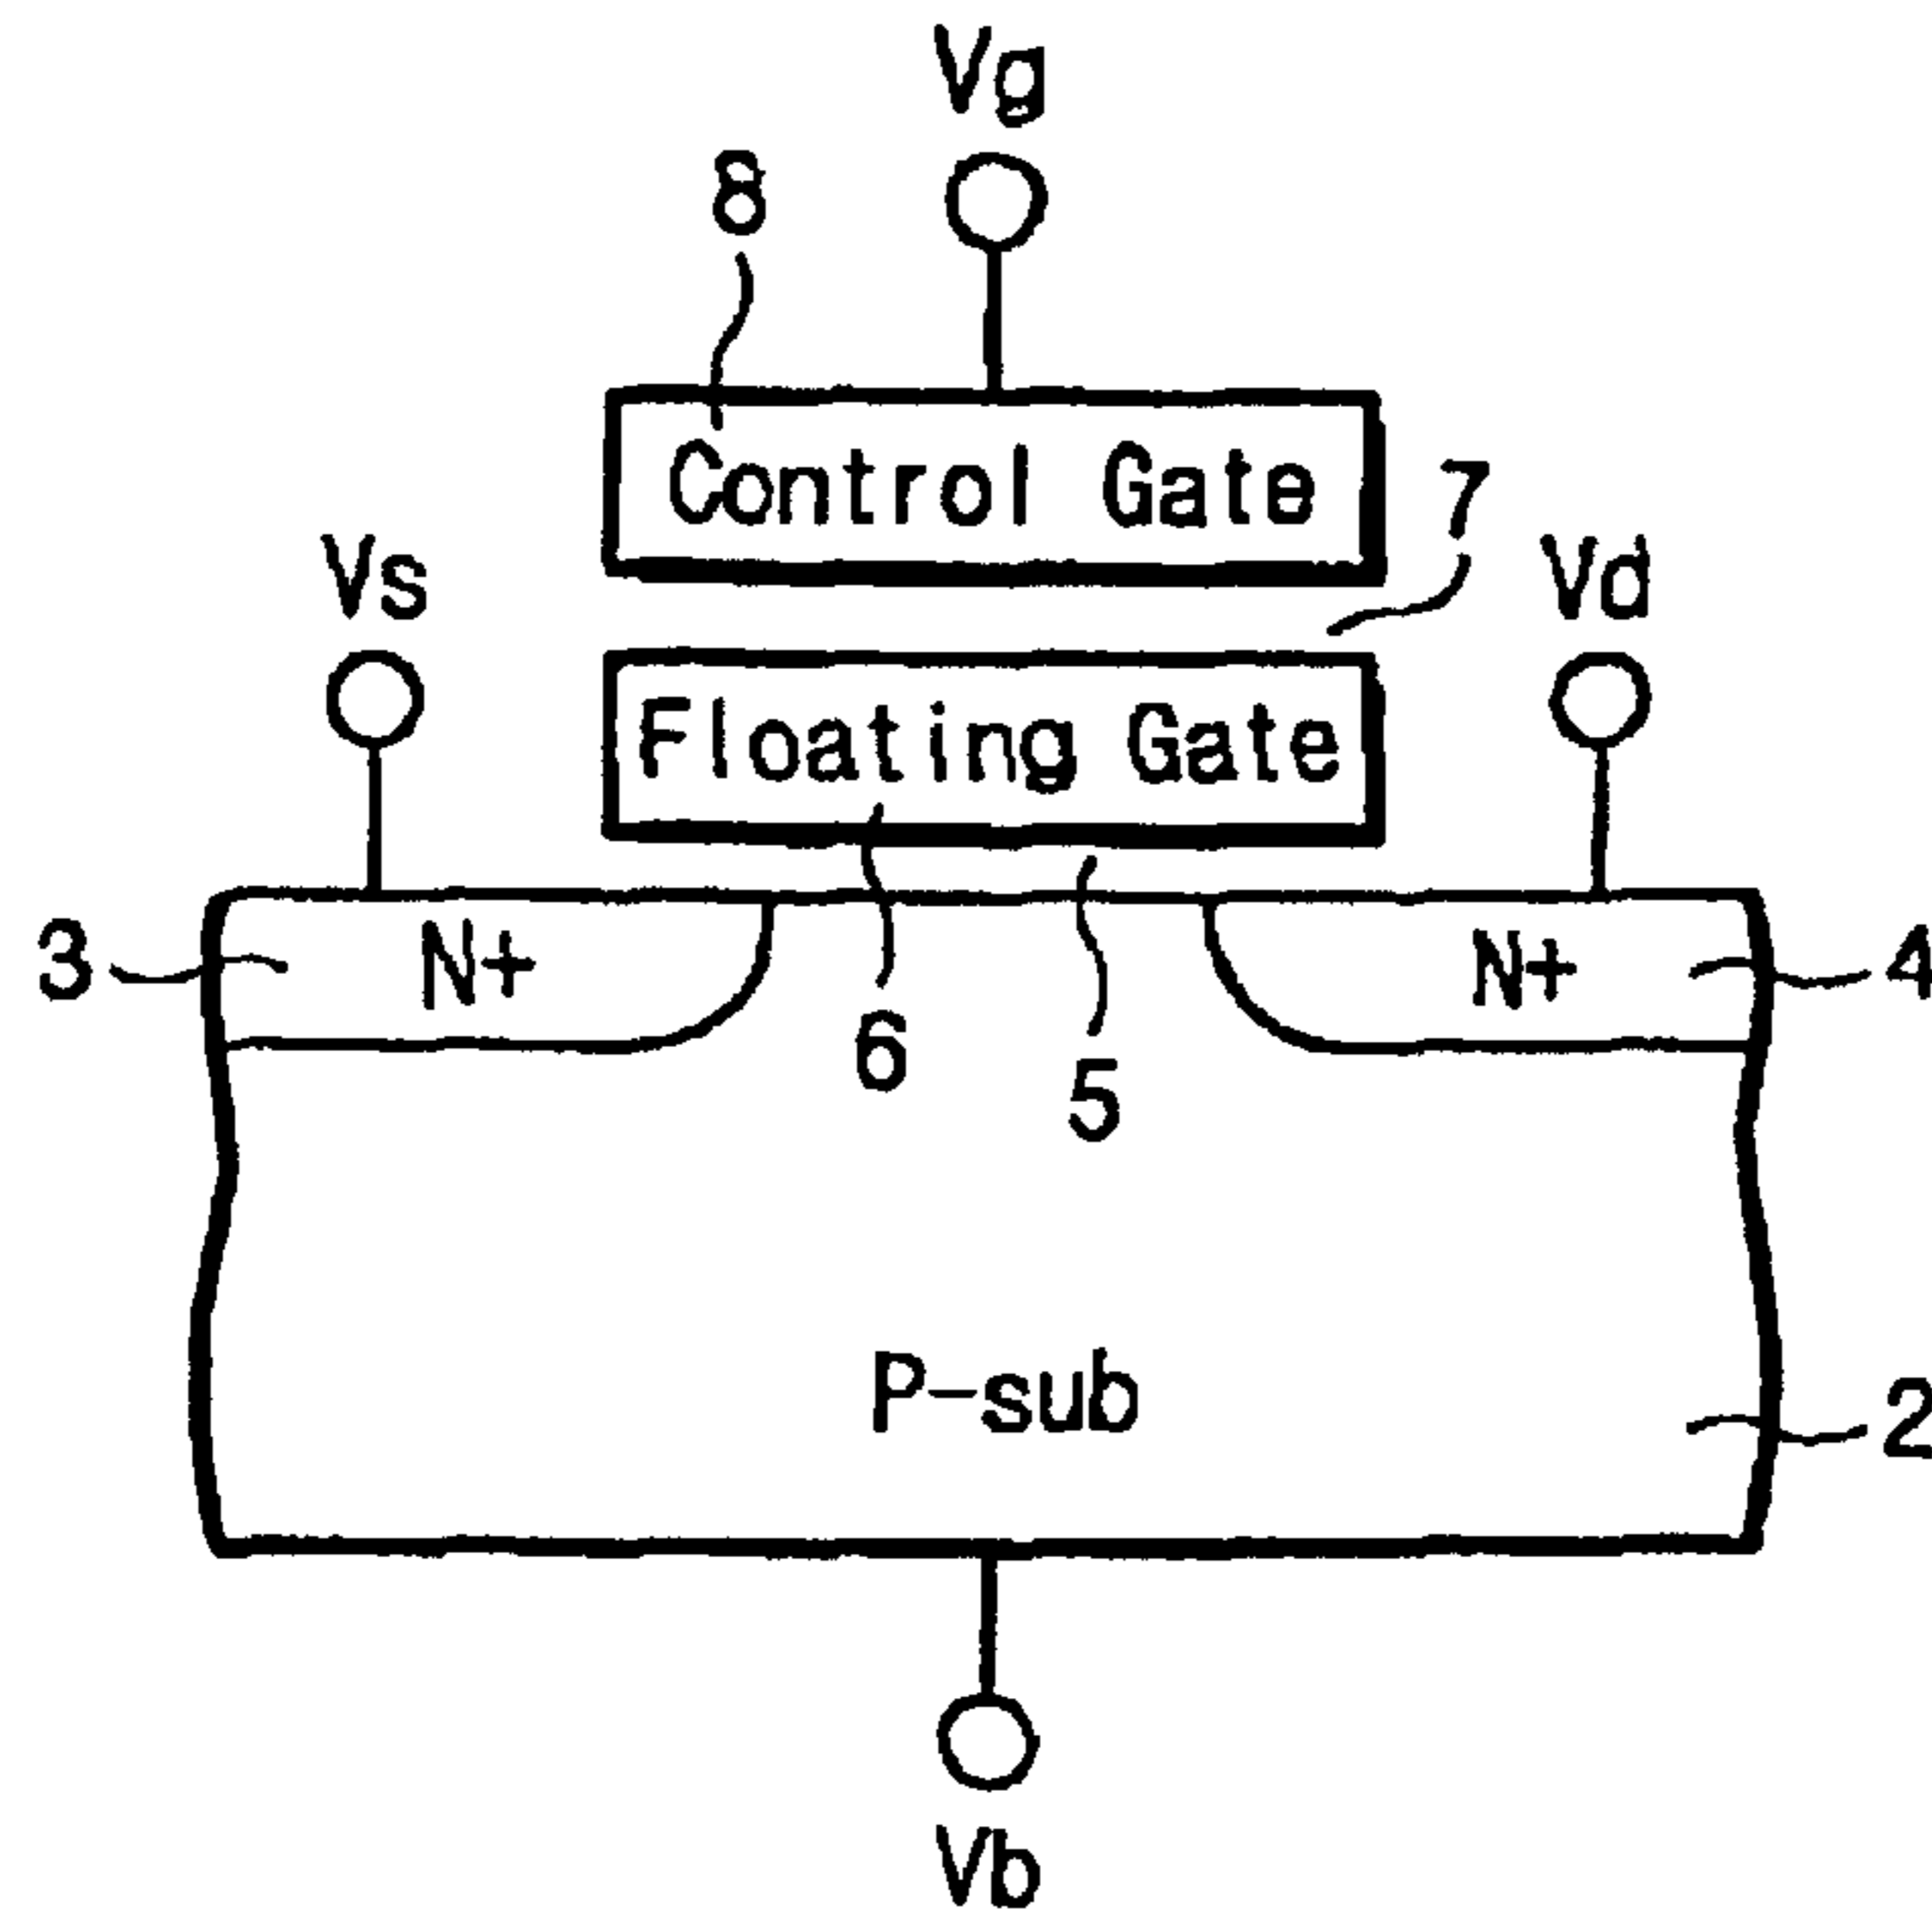 Vg
8
Control Gate
7
Vs
Vd
Floating Gate
3
N+
N+
4
6
5
P-sub
2
Vb